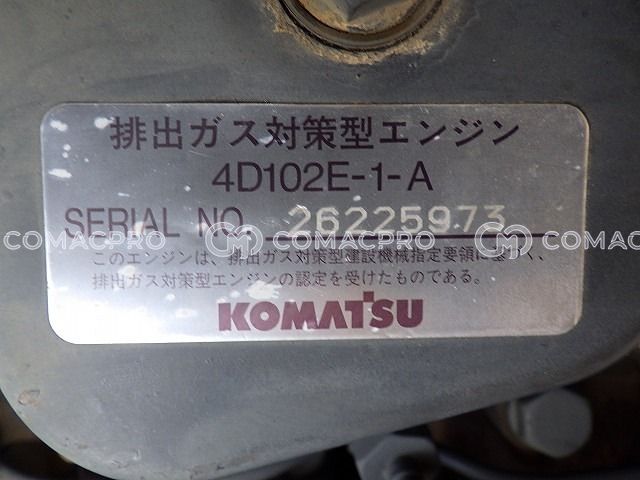 排出ガス対策型エンジン
4D102E-1-A
SERIAL NO. 26225973
COMACPRO M COMACPRO M M COMACPRO
このエンジンは、排出ガス対策型建設機械指定要領に基いて、
排出ガス対策型エンジンの認定を受けたものである。
KOMATSU